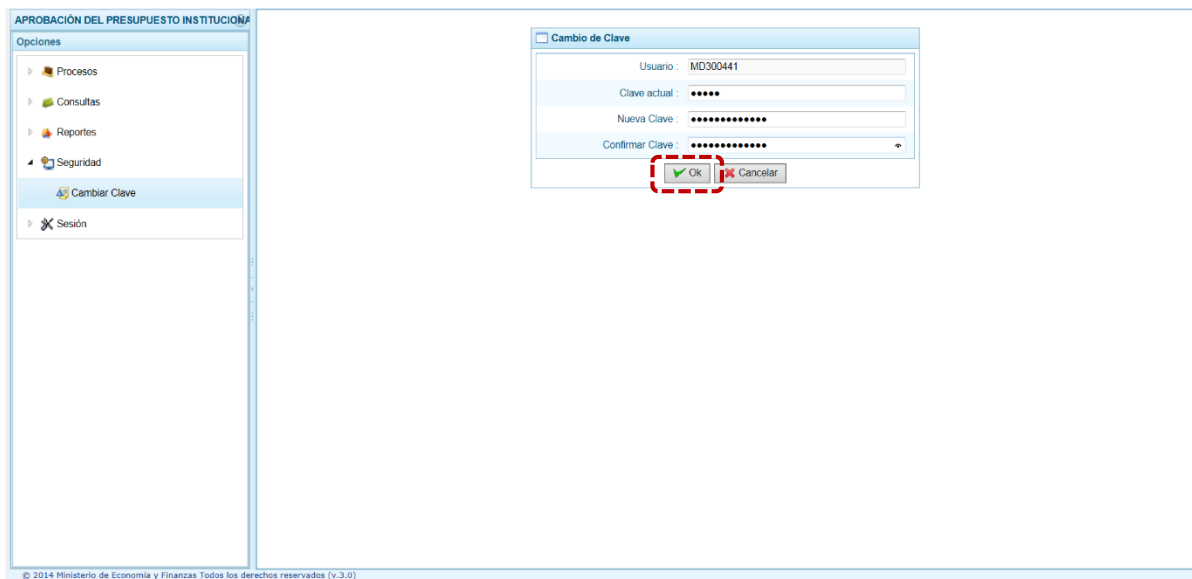 APROBACIÓN DEL PRESUPUESTO INSTITUCIONA
Opciones
Procesos
Consultas
Reportes
Seguridad
Cambiar Clave
Sesión
Cambio de Clave
Usuario : MD300441
Clave actual : •••••
Nueva Clave : •••••••••••••
Confirmar Clave : •••••••••••••
Ok Cancelar
© 2014 Ministerio de Economía y Finanzas Todos los derechos reservados (v.3.0)